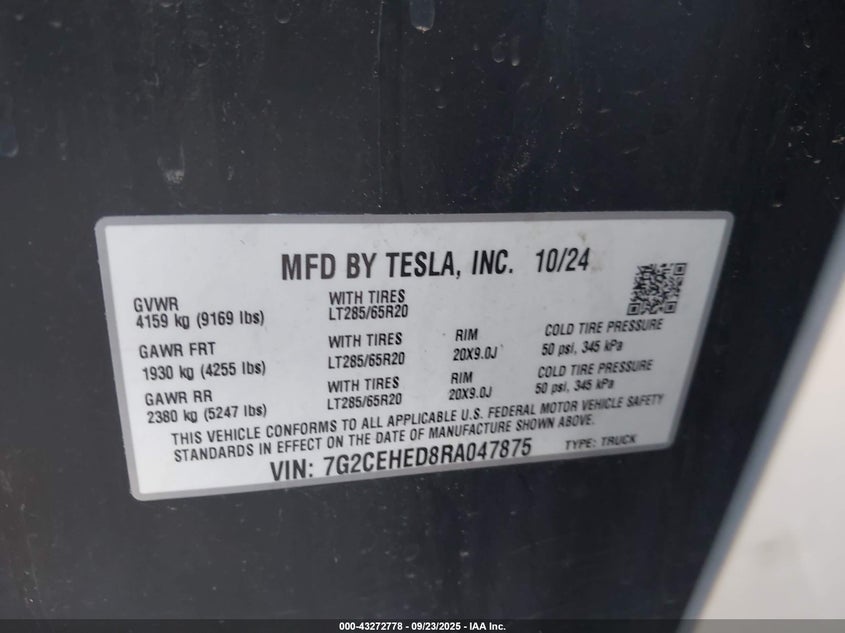 MFD BY TESLA, INC. 10/24
GVWR
4159 kg (9169 lbs)
WITH TIRES
LT285/65R20
GAWR FRT
1930 kg (4255 lbs)
WITH TIRES
LT285/65R20
RIM
20X9.0J
COLD TIRE PRESSURE
50 psi, 345 kPa
GAWR RR
2380 kg (5247 lbs)
WITH TIRES
LT285/65R20
RIM
20X9.0J
COLD TIRE PRESSURE
50 psi, 345 kPa
THIS VEHICLE CONFORMS TO ALL APPLICABLE U.S. FEDERAL MOTOR VEHICLE SAFETY
STANDARDS IN EFFECT ON THE DATE OF MANUFACTURE SHOWN ABOVE.
VIN: 7G2CEHED8RA047875 TYPE: TRUCK
000-43272778 - 09/23/2025 - IAA Inc.